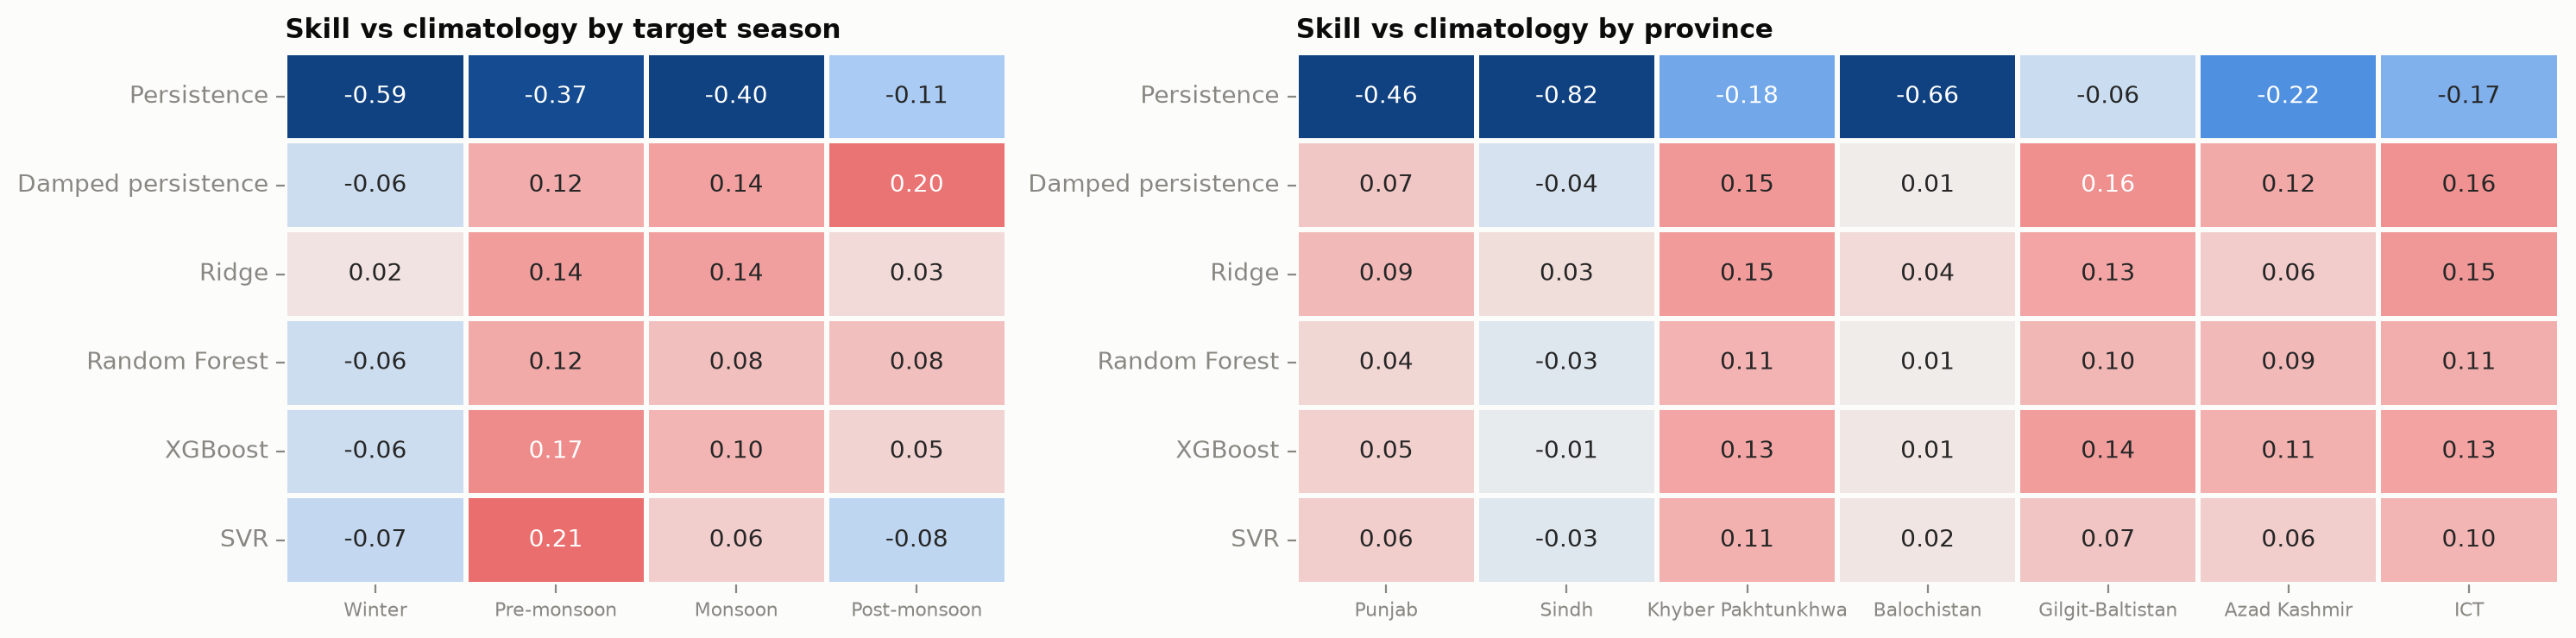 Skill vs climatology by target season
Persistence -0.59 -0.37 -0.40 -0.11
Damped persistence -0.06 0.12 0.14 0.20
Ridge 0.02 0.14 0.14 0.03
Random Forest -0.06 0.12 0.08 0.08
XGBoost -0.06 0.17 0.10 0.05
SVR -0.07 0.21 0.06 -0.08
Winter Pre-monsoon Monsoon Post-monsoon
Skill vs climatology by province
Persistence -0.46 -0.82 -0.18 -0.66 -0.06 -0.22 -0.17
Damped persistence 0.07 -0.04 0.15 0.01 0.16 0.12 0.16
Ridge 0.09 0.03 0.15 0.04 0.13 0.06 0.15
Random Forest 0.04 -0.03 0.11 0.01 0.10 0.09 0.11
XGBoost 0.05 -0.01 0.13 0.01 0.14 0.11 0.13
SVR 0.06 -0.03 0.11 0.02 0.07 0.06 0.10
Punjab Sindh Khyber Pakhtunkhwa Balochistan Gilgit-Baltistan Azad Kashmir ICT